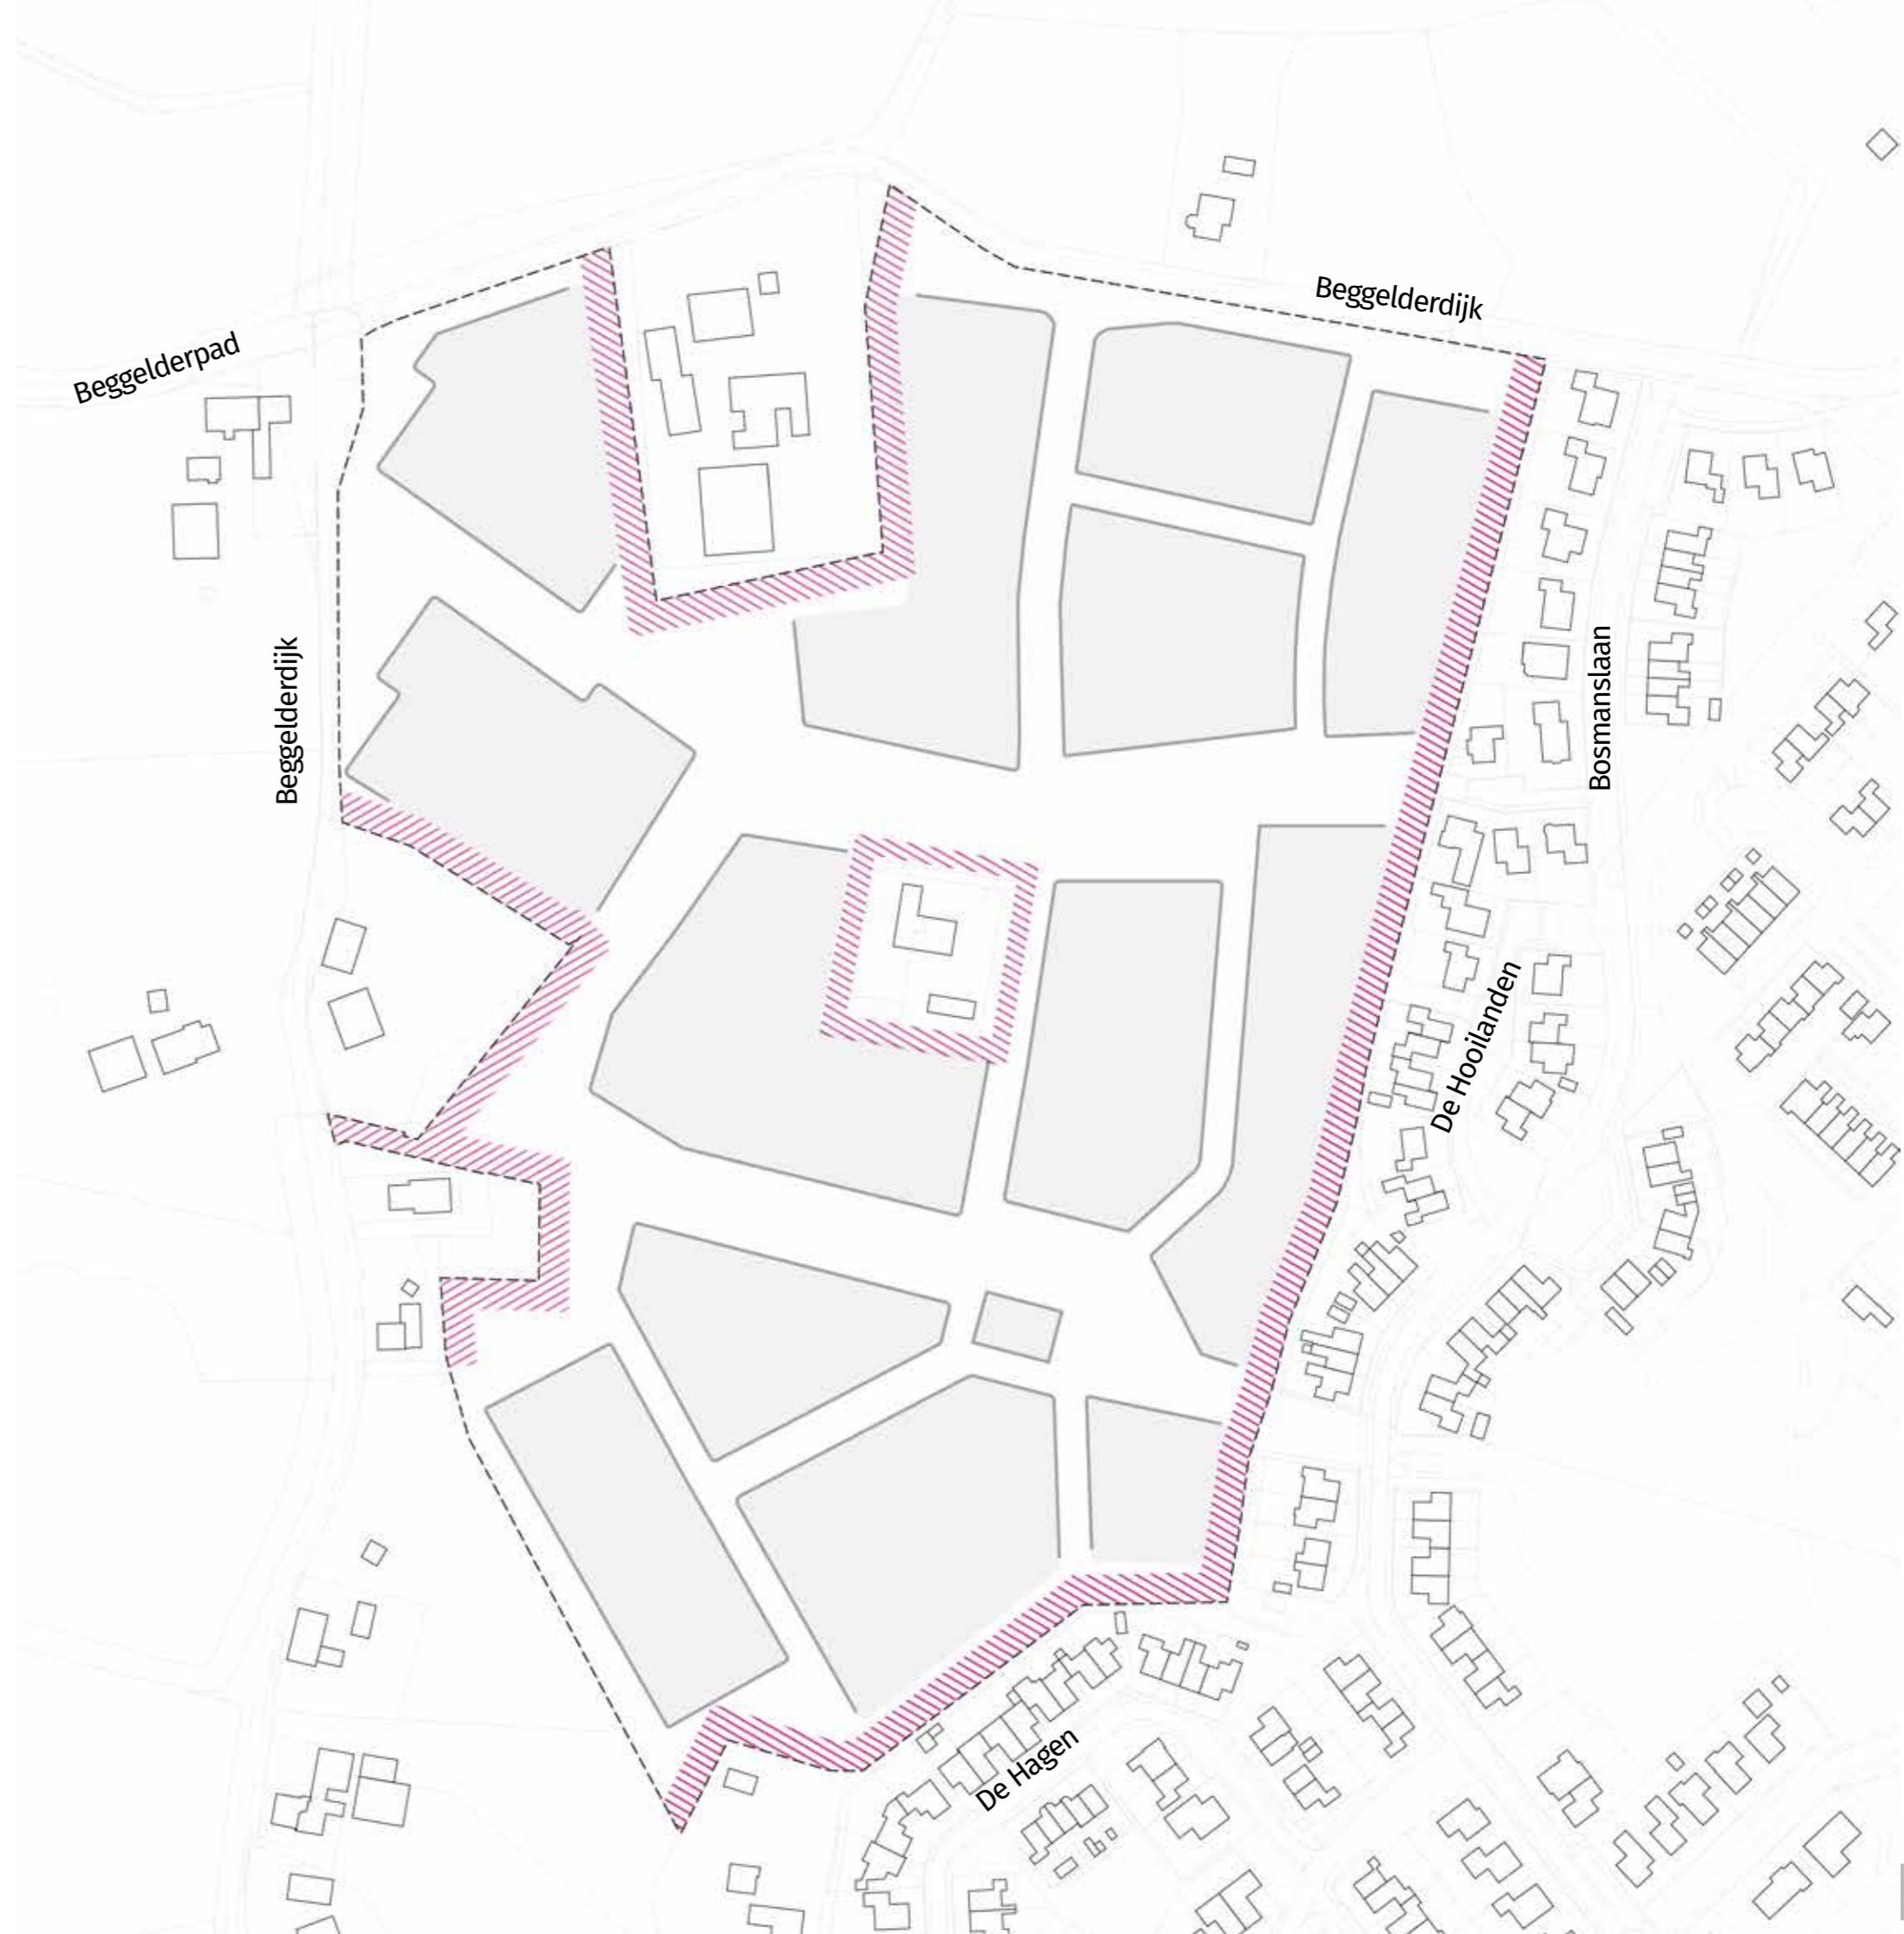 Beggelderdijk
Beggelderpad
Beggelderdijk
Bosmanslaan
De Hooilanden
De Hagen